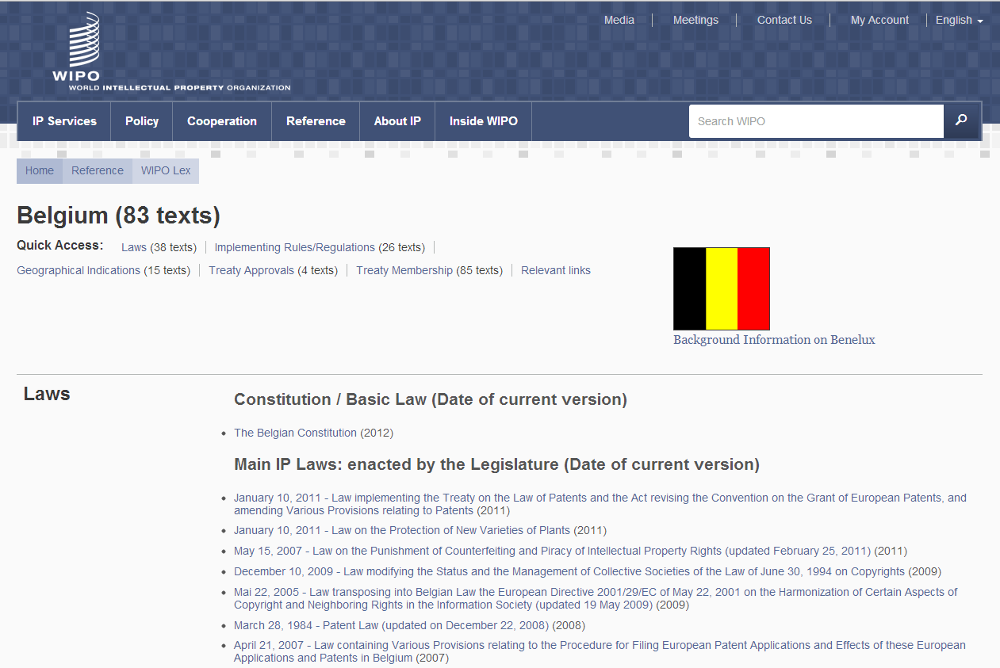 Media
Meetings
Contact Us
My Account
English
WIPO
WORLD INTELLECTUAL PROPERTY ORGANIZATION
IP Services
Policy
Cooperation
Reference
About IP
Inside WIPO
Search WIPO
Home
Reference
WIPO Lex
Belgium (83 texts)
Quick Access: Laws (38 texts) Implementing Rules/Regulations (26 texts)
Geographical Indications (15 texts) Treaty Approvals (4 texts) Treaty Membership (85 texts) Relevant links
Background Information on Benelux
Laws
Constitution / Basic Law (Date of current version)
The Belgian Constitution (2012)
Main IP Laws: enacted by the Legislature (Date of current version)
January 10, 2011 - Law implementing the Treaty on the Law of Patents and the Act revising the Convention on the Grant of European Patents, and
amending Various Provisions relating to Patents (2011)
January 10, 2011 - Law on the Protection of New Varieties of Plants (2011)
May 15, 2007 - Law on the Punishment of Counterfeiting and Piracy of Intellectual Property Rights (updated February 25, 2011) (2011)
December 10, 2009 - Law modifying the Status and the Management of Collective Societies of the Law of June 30, 1994 on Copyrights (2009)
Mai 22, 2005 - Law transposing into Belgian Law the European Directive 2001/29/EC of May 22, 2001 on the Harmonization of Certain Aspects of
Copyright and Neighboring Rights in the Information Society (updated 19 May 2009) (2009)
March 28, 1984 - Patent Law (updated on December 22, 2008) (2008)
April 21, 2007 - Law containing Various Provisions relating to the Procedure for Filing European Patent Applications and Effects of these European
Applications and Patents in Belgium (2007)